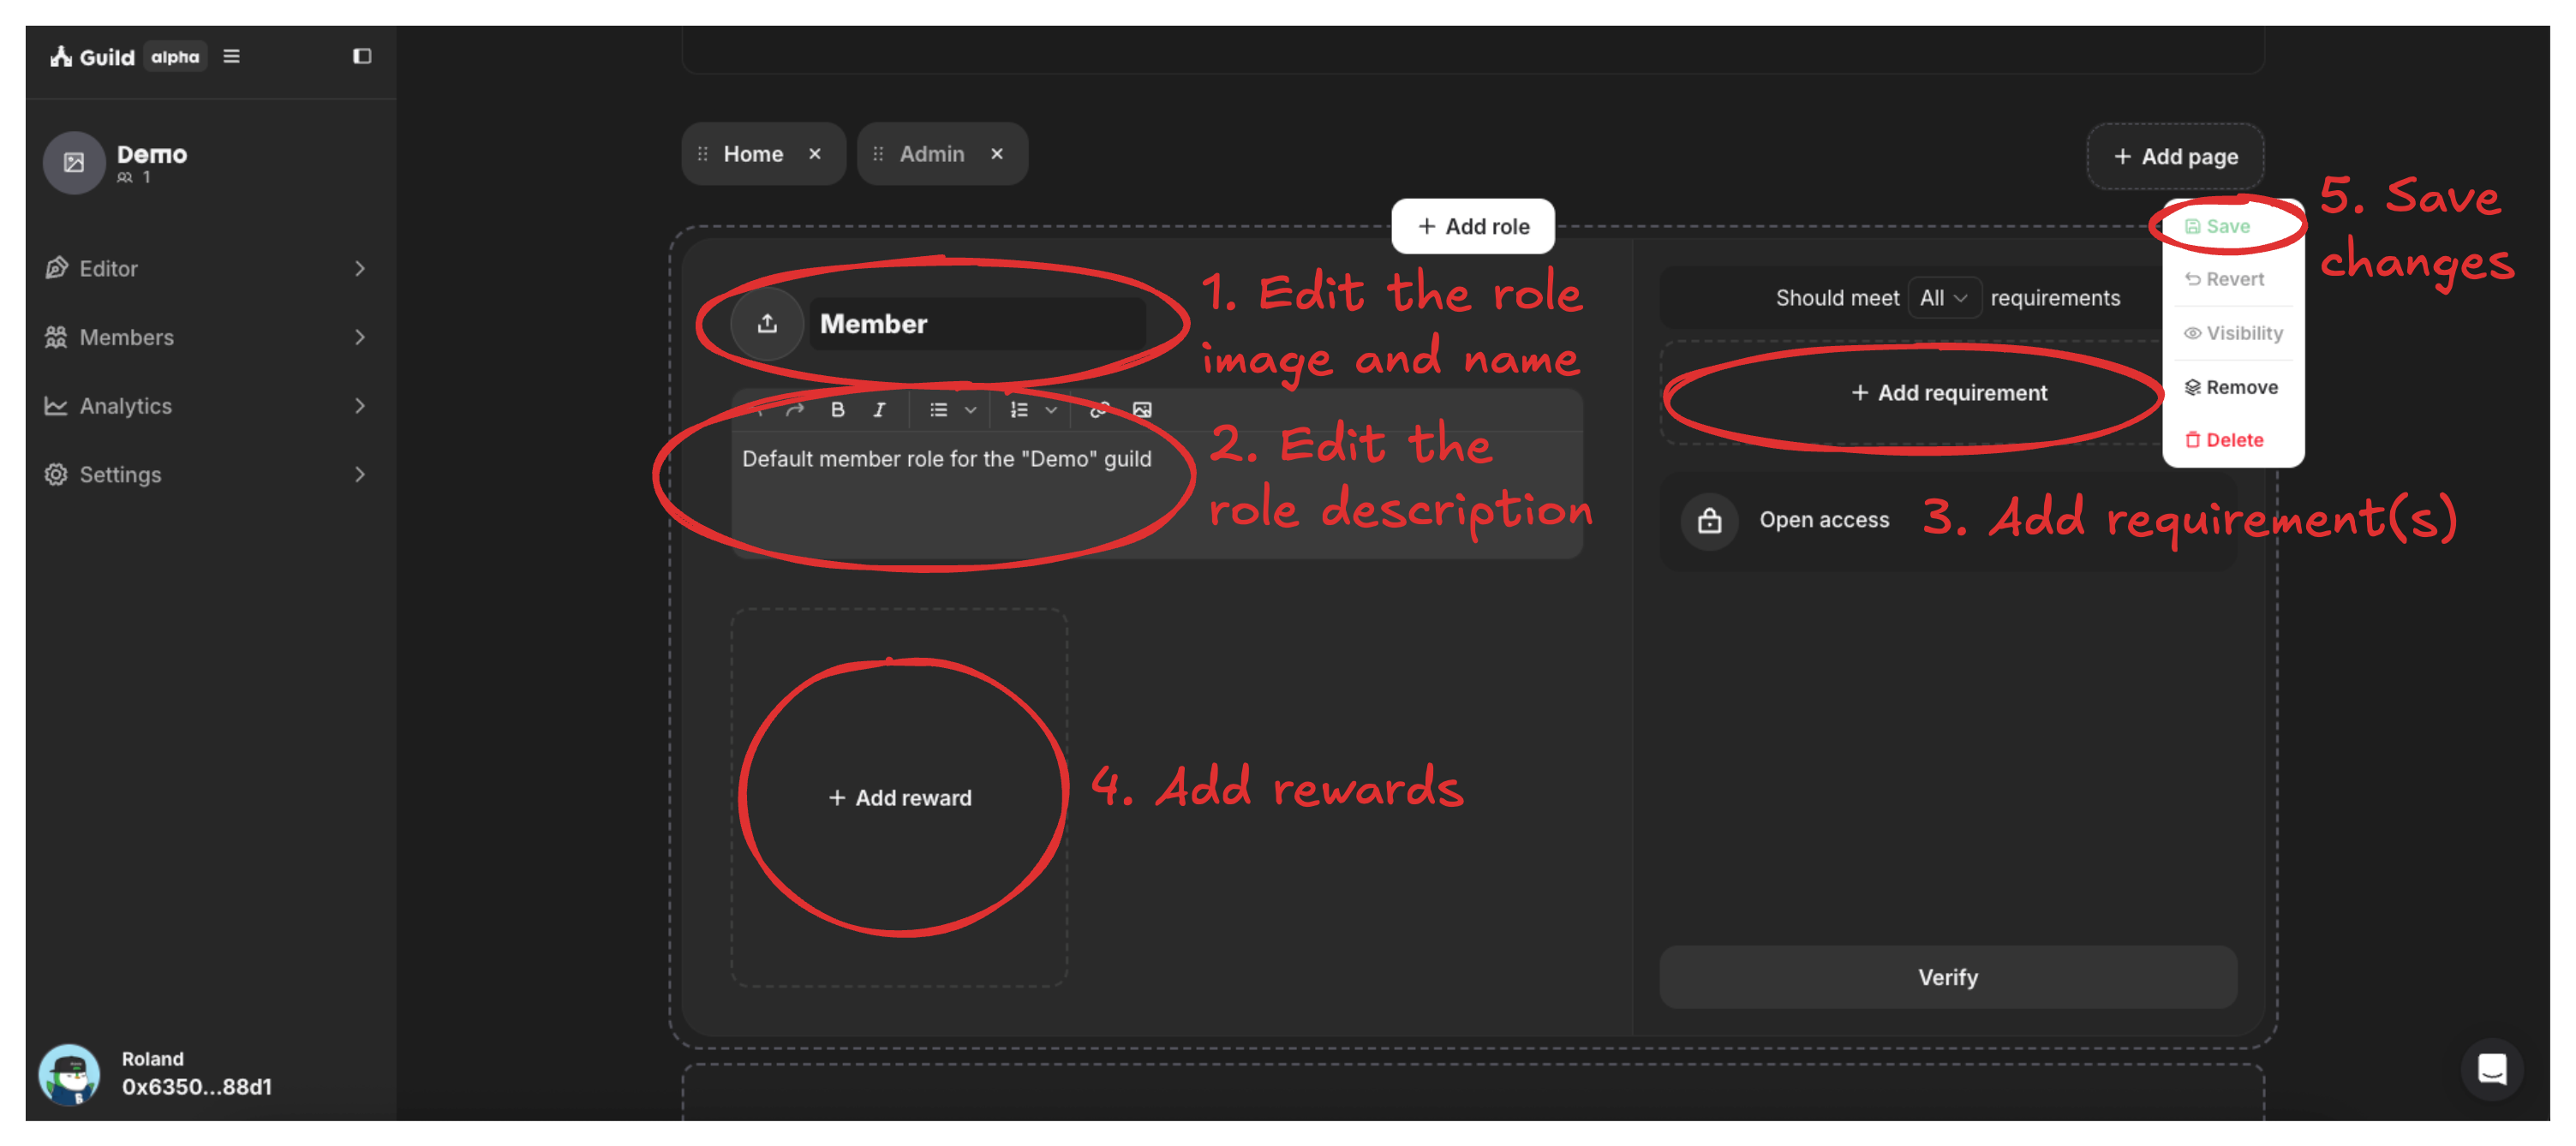 Guild alpha
Demo
1
Editor
Members
Analytics
Settings
Roland
0x6350...88d1
Home
Admin
+ Add page
+ Add role
Member
1. Edit the role
image and name
Default member role for the "Demo" guild
2. Edit the
role description
+ Add reward
4. Add rewards
Should meet All requirements
+ Add requirement
Open access
3. Add requirement(s)
Verify
Save
Revert
Visibility
Remove
Delete
5. Save
changes